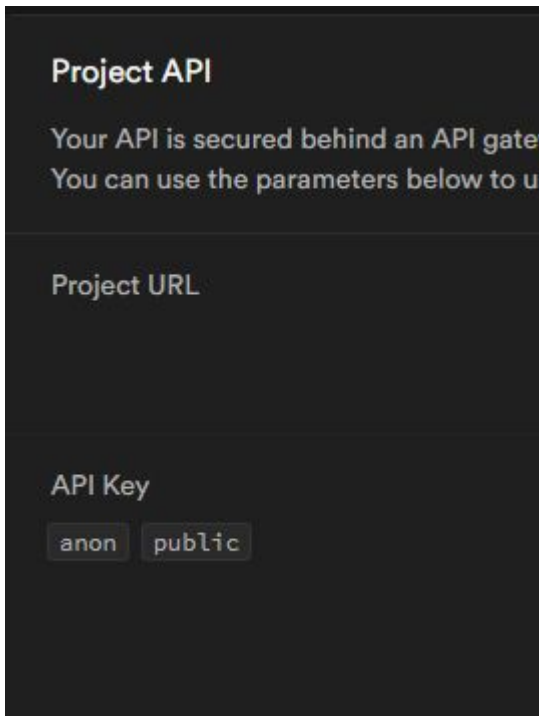 Project API
Your API is secured behind an API gate
You can use the parameters below to u
Project URL
API Key
anon public